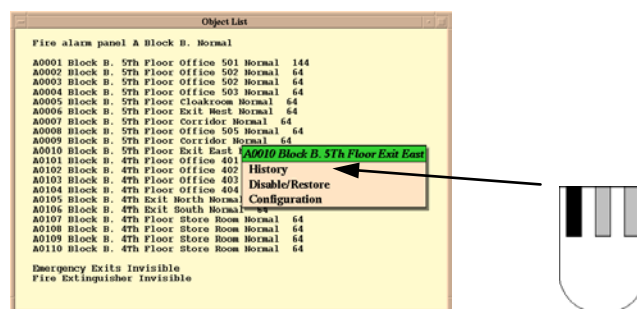 Object List
Fire alarm panel A Block B. Normal
A0001 Block B. 5Th Floor Office 501 Normal 144
A0002 Block B. 5Th Floor Office 502 Normal 64
A0003 Block B. 5Th Floor Office 502 Normal 64
A0004 Block B. 5Th Floor Office 503 Normal 64
A0005 Block B. 5Th Floor Cloakroom Normal 64
A0006 Block B. 5Th Floor Exit West Normal 64
A0007 Block B. 5Th Floor Corridor Normal 64
A0008 Block B. 5Th Floor Office 505 Normal 64
A0009 Block B. 5Th Floor Corridor Normal 64
A0010 Block B. 5Th Floor Exit East
A0010 Block B. 5Th Floor Exit East
A0101 Block B. 4Th Floor Office 401
History
A0102 Block B. 4Th Floor Office 402
A0103 Block B. 4Th Floor Office 403
Disable/Restore
A0104 Block B. 4Th Floor Office 404
A0105 Block B. 4Th Exit North Normal
Configuration
A0106 Block B. 4Th Exit South Normal 64
A0107 Block B. 4Th Floor Store Room Normal 64
A0108 Block B. 4Th Floor Store Room Normal 64
A0109 Block B. 4Th Floor Store Room Normal 64
A0110 Block B. 4Th Floor Store Room Normal 64
Emergency Exits Invisible
Fire Extinguisher Invisible